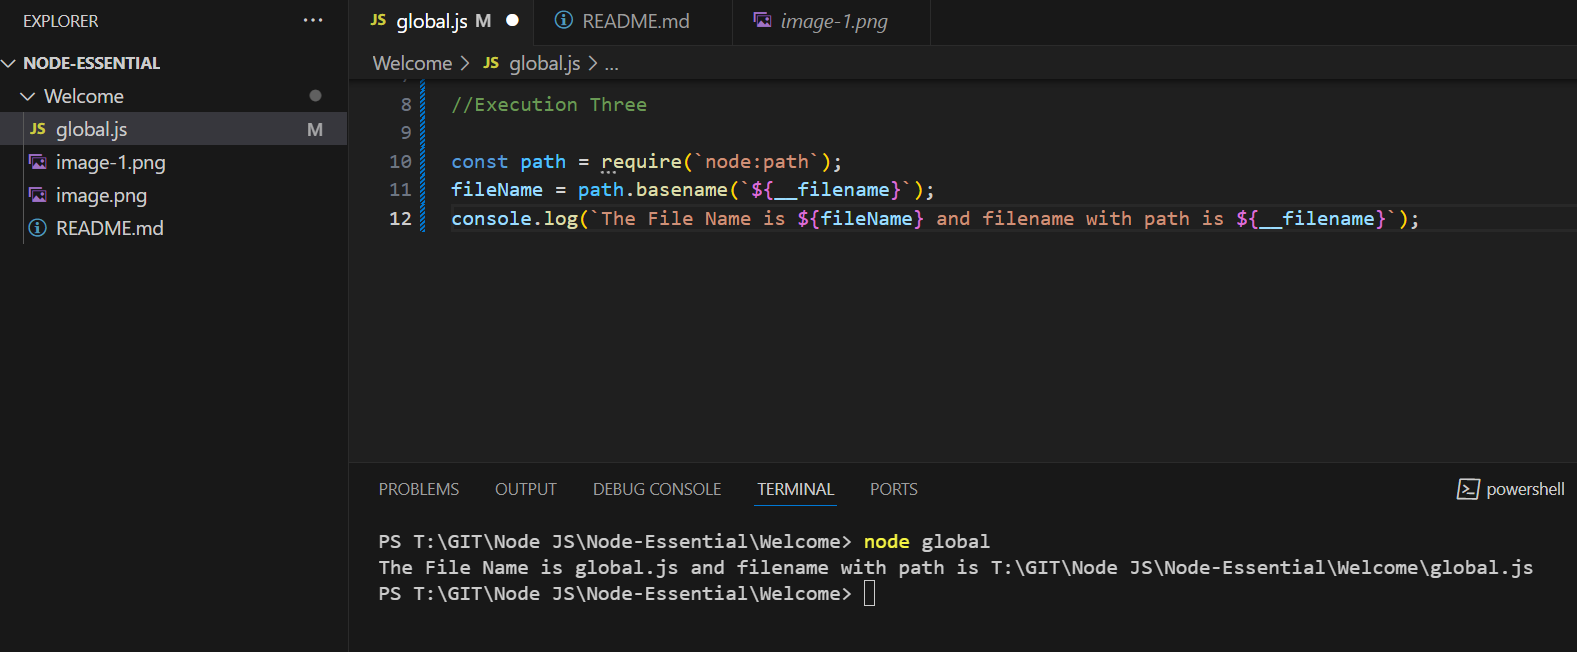 EXPLORER ...
JS global.js M README.md image-1.png
NODE-ESSENTIAL
Welcome > JS global.js > ...
Welcome
JS global.js M
image-1.png
image.png
README.md
8 //Execution Three
9
10 const path = require(`node:path`);
11 fileName = path.basename(`${__filename}`);
12 console.log(`The File Name is ${fileName} and filename with path is ${__filename}`);
PROBLEMS OUTPUT DEBUG CONSOLE TERMINAL PORTS powershell
PS T:\GIT\Node JS\Node-Essential\Welcome> node global
The File Name is global.js and filename with path is T:\GIT\Node JS\Node-Essential\Welcome\global.js
PS T:\GIT\Node JS\Node-Essential\Welcome>